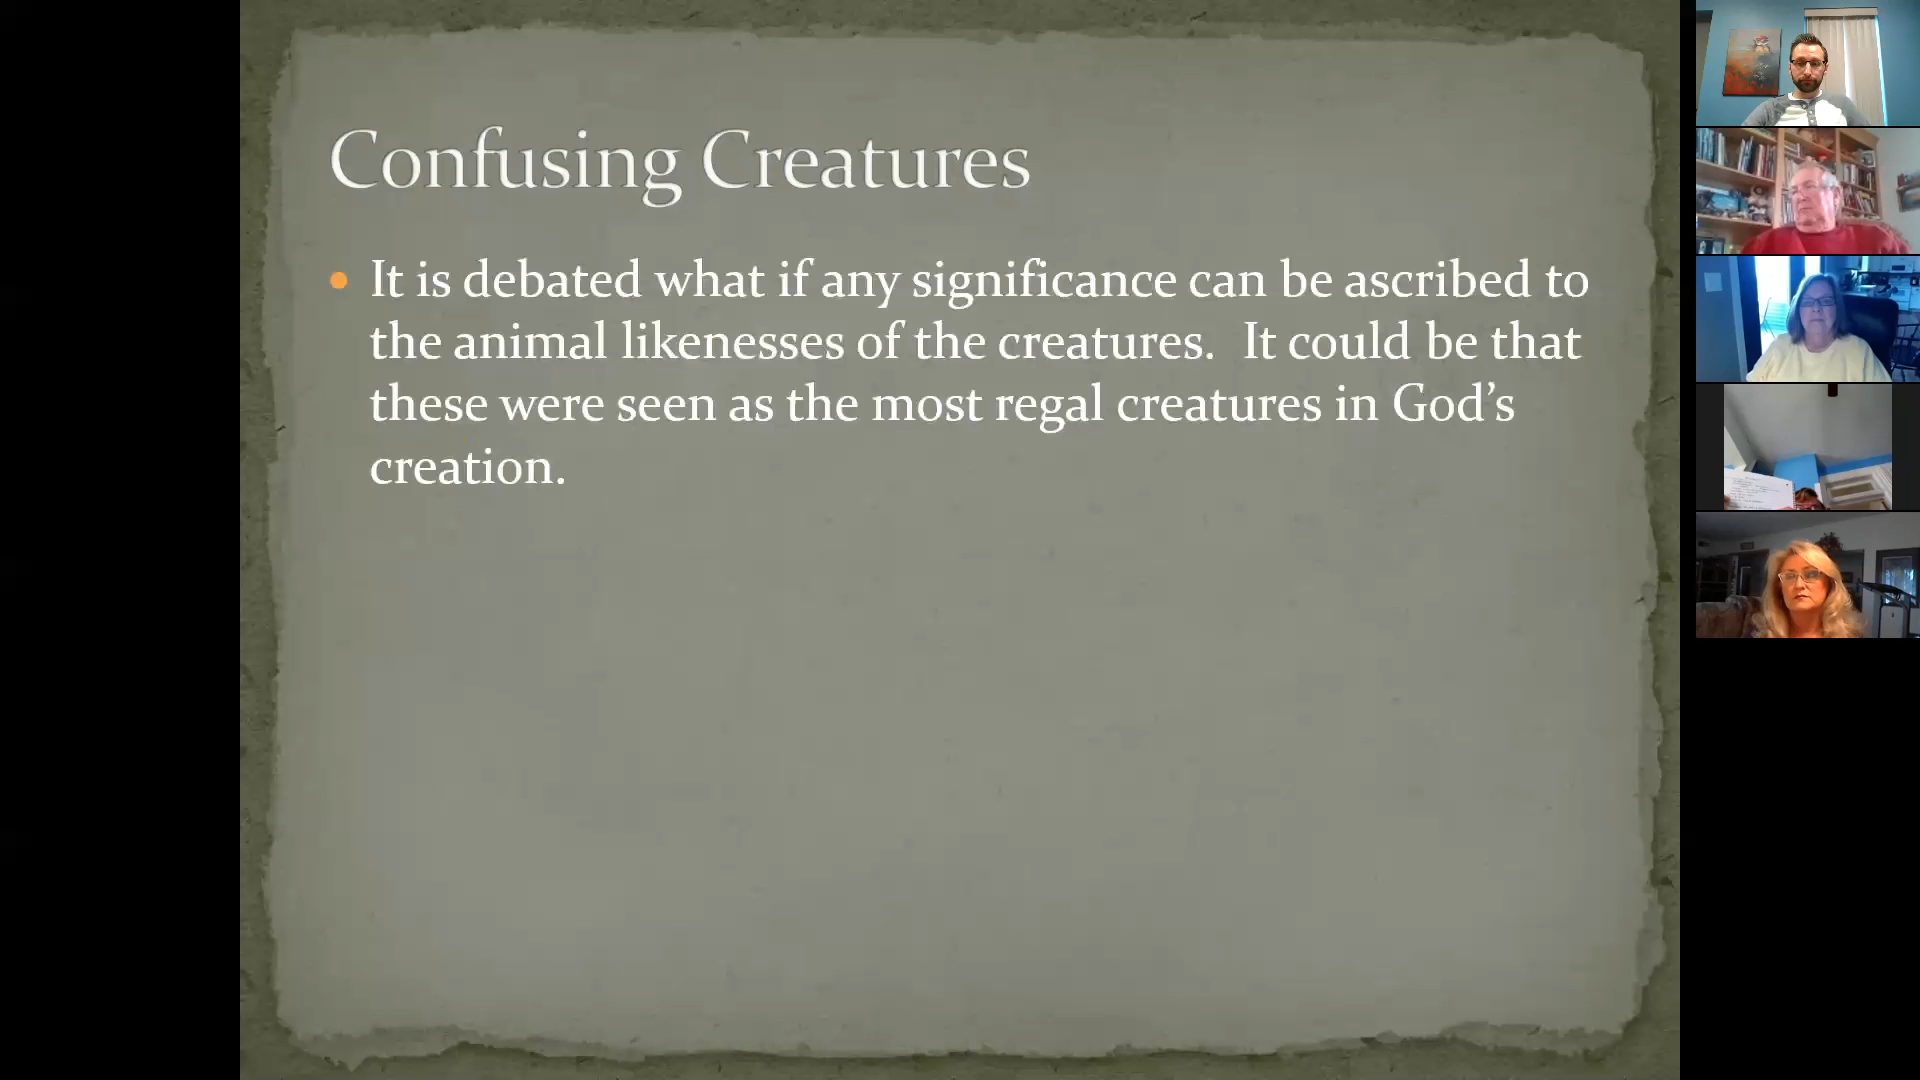 Confusing Creatures
It is debated what if any significance can be ascribed to
the animal likenesses of the creatures.  It could be that
these were seen as the most regal creatures in God’s
creation.